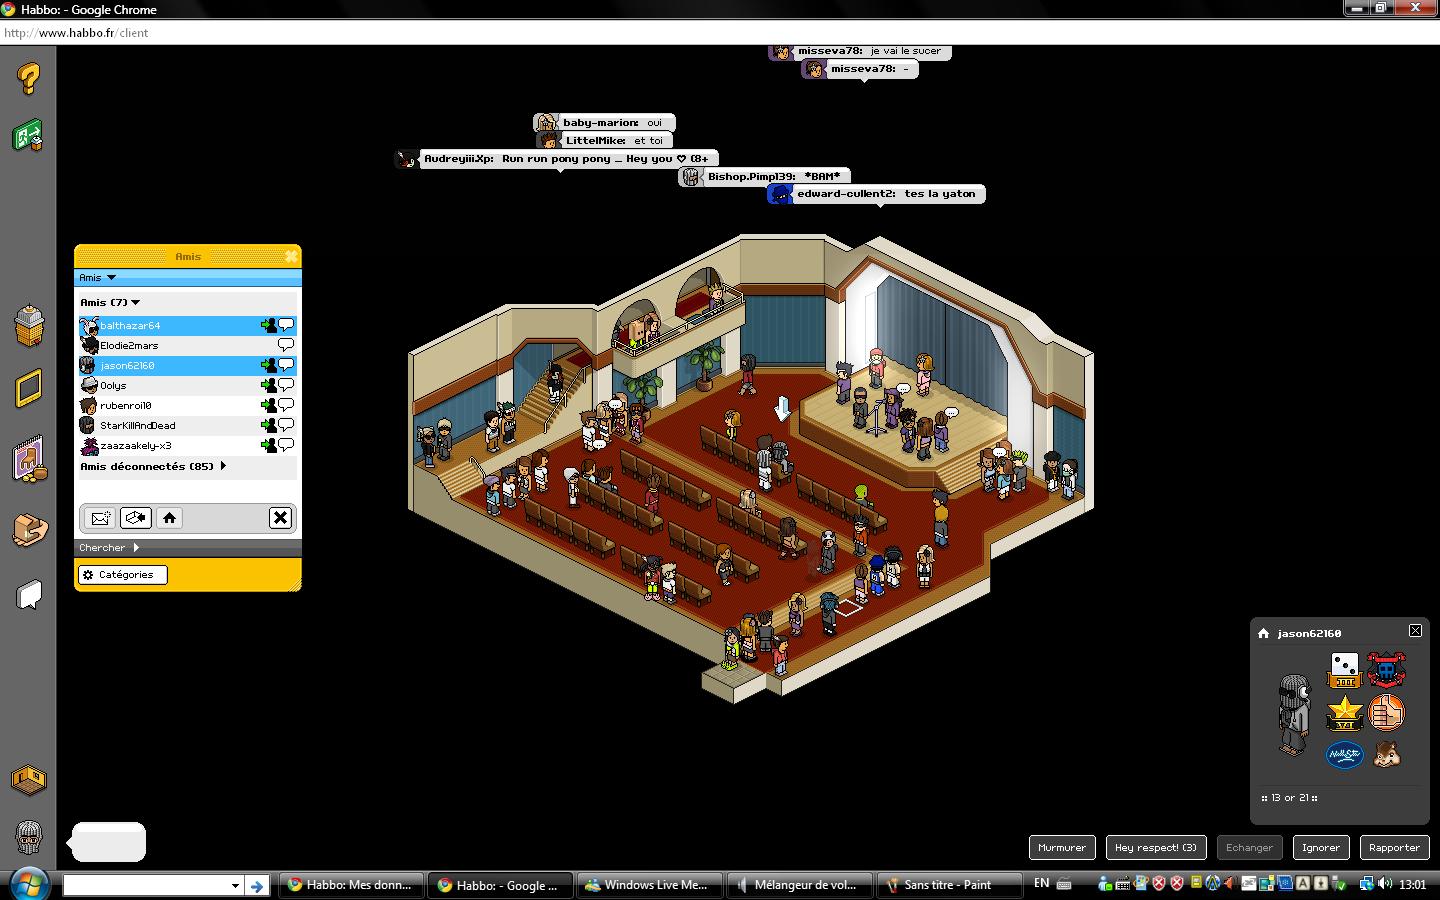 Habbo: - Google Chrome
http://www.habbo.fr/client
misseva78: je vai le sucer
misseva78: -
baby-marion: oui
LittelMike: et toi
Audreyiii.Xp: Run run pony pony _ Hey you ♡ (8+
Bishop.Pimp139: *BAM*
edward-cullent2: tes la yaton
Amis
Amis
Amis (7)
balthazar64
Elodie2mars
jason62160
Oolys
rubenroi10
StarKillAndDead
zaazaakely-x3
Amis déconnectés (85)
Chercher
Catégories
jason62160
:: 13 or 21 ::
Murmurer
Hey respect! (3)
Echanger
Ignorer
Rapporter
Habbo: Mes donn...
Habbo: - Google ...
Windows Live Me...
Mélangeur de vol...
Sans titre - Paint
EN
13:01